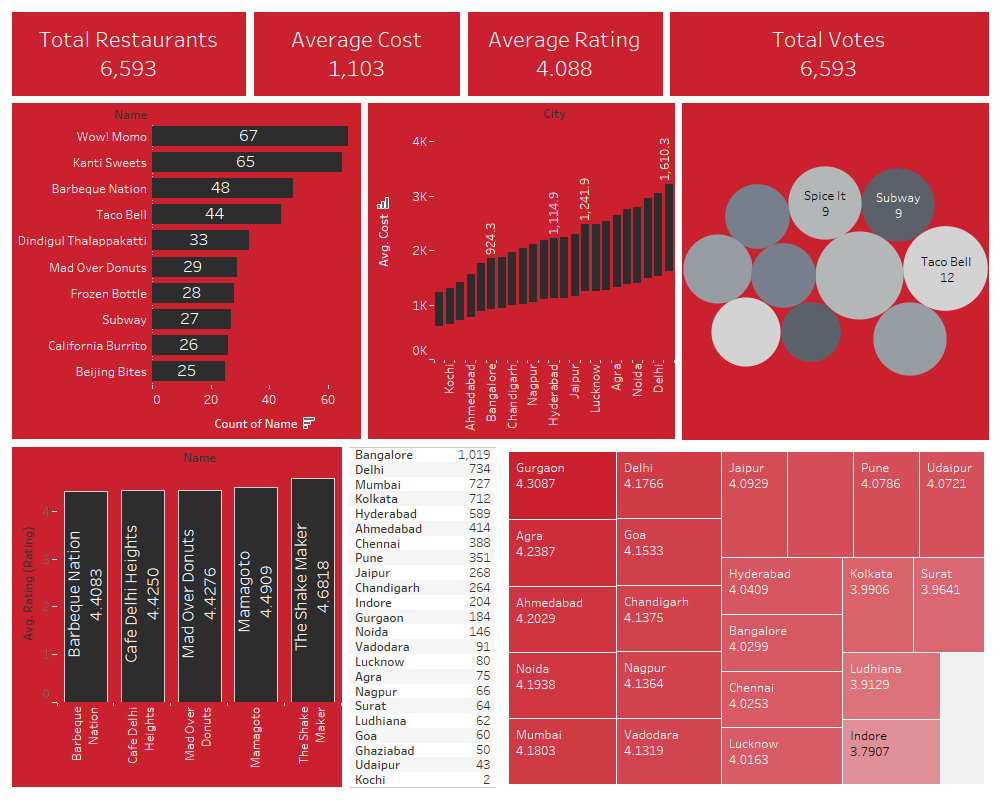 Total Restaurants
6,593
Average Cost
1,103
Average Rating
4.088
Total Votes
6,593
Name
Wow! Momo 67
Kanti Sweets 65
Barbeque Nation 48
Taco Bell 44
Dindigul Thalappakatti 33
Mad Over Donuts 29
Frozen Bottle 28
Subway 27
California Burrito 26
Beijing Bites 25
0 20 40 60
Count of Name
City
4K
3K
2K
1K
0K
Avg. Cost
924.3
1,114.9
1,241.9
1,610.3
Kochi
Ahmedabad
Bangalore
Chandigarh
Nagpur
Hyderabad
Jaipur
Lucknow
Agra
Noida
Delhi
Spice It
9
Subway
9
Taco Bell
12
Name
4
3
2
1
0
Avg. Rating (Rating)
Barbeque Nation
4.4083
Cafe Delhi Heights
4.4250
Mad Over Donuts
4.4276
Mamagoto
4.4909
The Shake Maker
4.6818
Barbeque
Nation
Cafe Delhi
Heights
Mad Over
Donuts
Mamagoto
The Shake
Maker
Bangalore 1,019
Delhi 734
Mumbai 727
Kolkata 712
Hyderabad 589
Ahmedabad 414
Chennai 388
Pune 351
Jaipur 268
Chandigarh 264
Indore 204
Gurgaon 184
Noida 146
Vadodara 91
Lucknow 80
Agra 75
Nagpur 66
Surat 64
Ludhiana 62
Goa 60
Ghaziabad 50
Udaipur 43
Kochi 2
Gurgaon
4.3087
Agra
4.2387
Ahmedabad
4.2029
Noida
4.1938
Mumbai
4.1803
Delhi
4.1766
Goa
4.1533
Chandigarh
4.1375
Nagpur
4.1364
Vadodara
4.1319
Jaipur
4.0929
Pune
4.0786
Udaipur
4.0721
Hyderabad
4.0409
Bangalore
4.0299
Chennai
4.0253
Lucknow
4.0163
Kolkata
3.9906
Surat
3.9641
Ludhiana
3.9129
Indore
3.7907